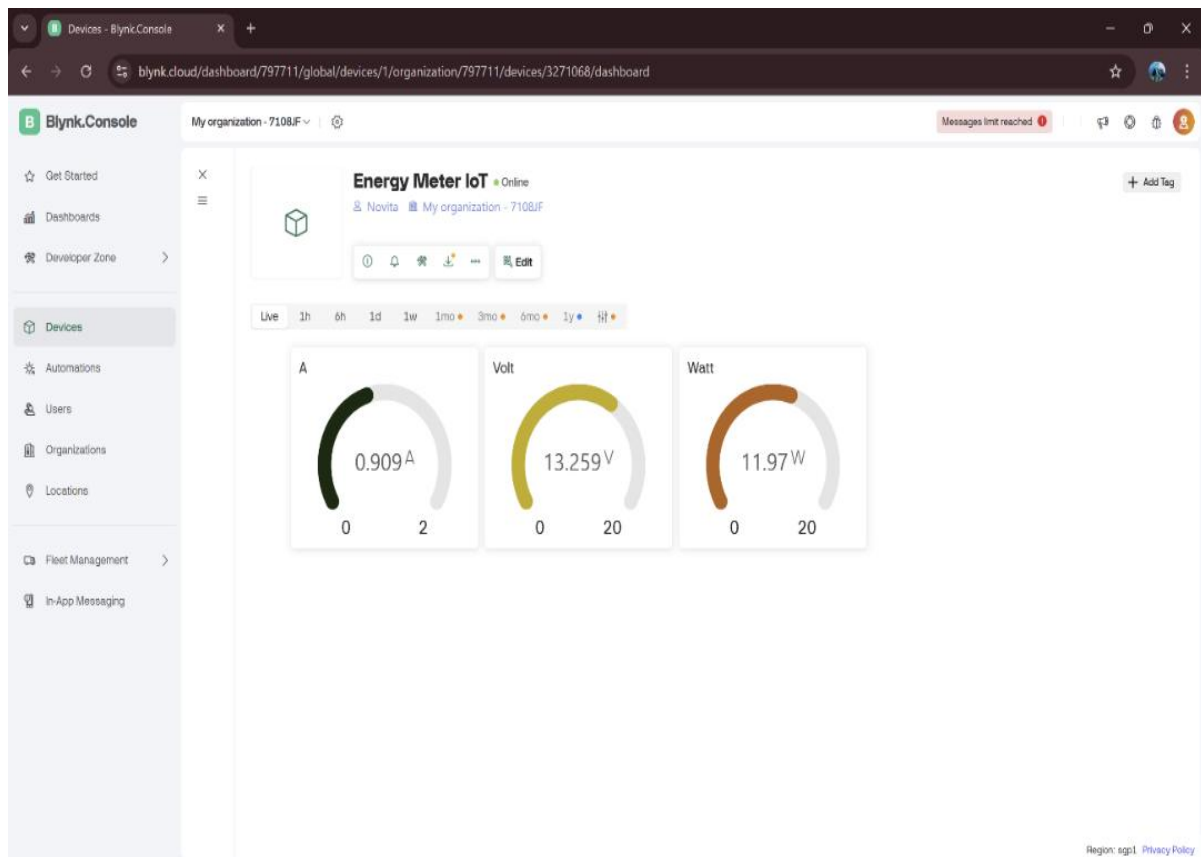 Devices - Blynk.Console
blynk.cloud/dashboard/797711/global/devices/1/organization/797711/devices/3271068/dashboard
B Blynk.Console
My organization - 7108JF
Messages limit reached
Get Started
Dashboards
Developer Zone
Devices
Automations
Users
Organizations
Locations
Fleet Management
In-App Messaging
Energy Meter IoT Online
Novita My organization - 7108JF
Edit
+ Add Tag
Live 1h 6h 1d 1w 1mo 3mo 6mo 1y
A
0.909 A
0 2
Volt
13.259 V
0 20
Watt
11.97 W
0 20
Region: sgp1 Privacy Policy